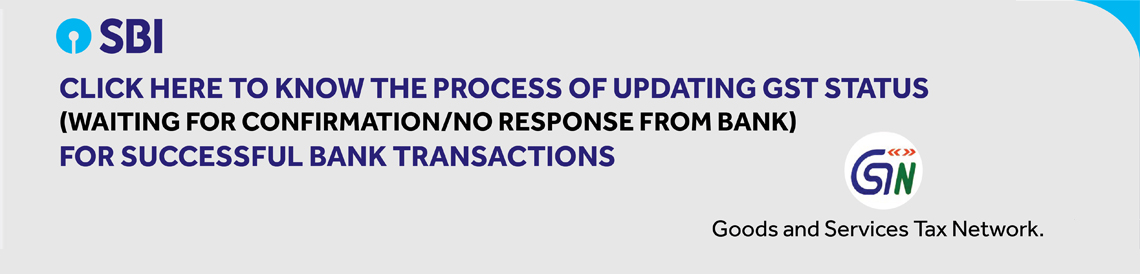 SBI
CLICK HERE TO KNOW THE PROCESS OF UPDATING GST STATUS
(WAITING FOR CONFIRMATION/NO RESPONSE FROM BANK)
FOR SUCCESSFUL BANK TRANSACTIONS
GSTN
Goods and Services Tax Network.